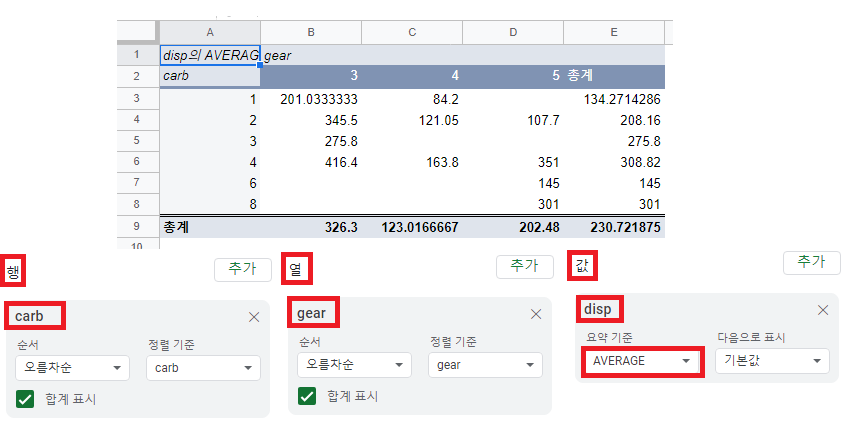 A B C D E
1 disp의 AVERAG gear
2 carb 3 4 5 총계
3 1 201.0333333 84.2 134.2714286
4 2 345.5 121.05 107.7 208.16
5 3 275.8 275.8
6 4 416.4 163.8 351 308.82
7 6 145 145
8 8 301 301
9 총계 326.3 123.0166667 202.48 230.721875
10
행 추가 열 추가 값 추가
carb gear disp
순서 정렬 기준 순서 정렬 기준 요약 기준 다음으로 표시
오름차순 carb 오름차순 gear AVERAGE 기본값
합계 표시 합계 표시